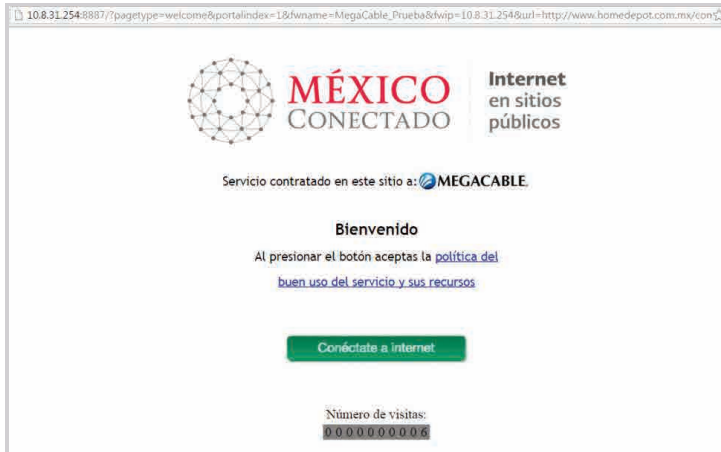 10.8.31.254:8887/?pagetype=welcome&portalindex=1&fwname=MegaCable_Prueba&fwip=10.8.31.254&url=http://www.homedepot.com.mx/com
MÉXICO
CONECTADO
Internet
en sitios
públicos
Servicio contratado en este sitio a: MEGACABLE
Bienvenido
Al presionar el botón aceptas la política del
buen uso del servicio y sus recursos
Conéctate a internet
Número de visitas:
0000000006